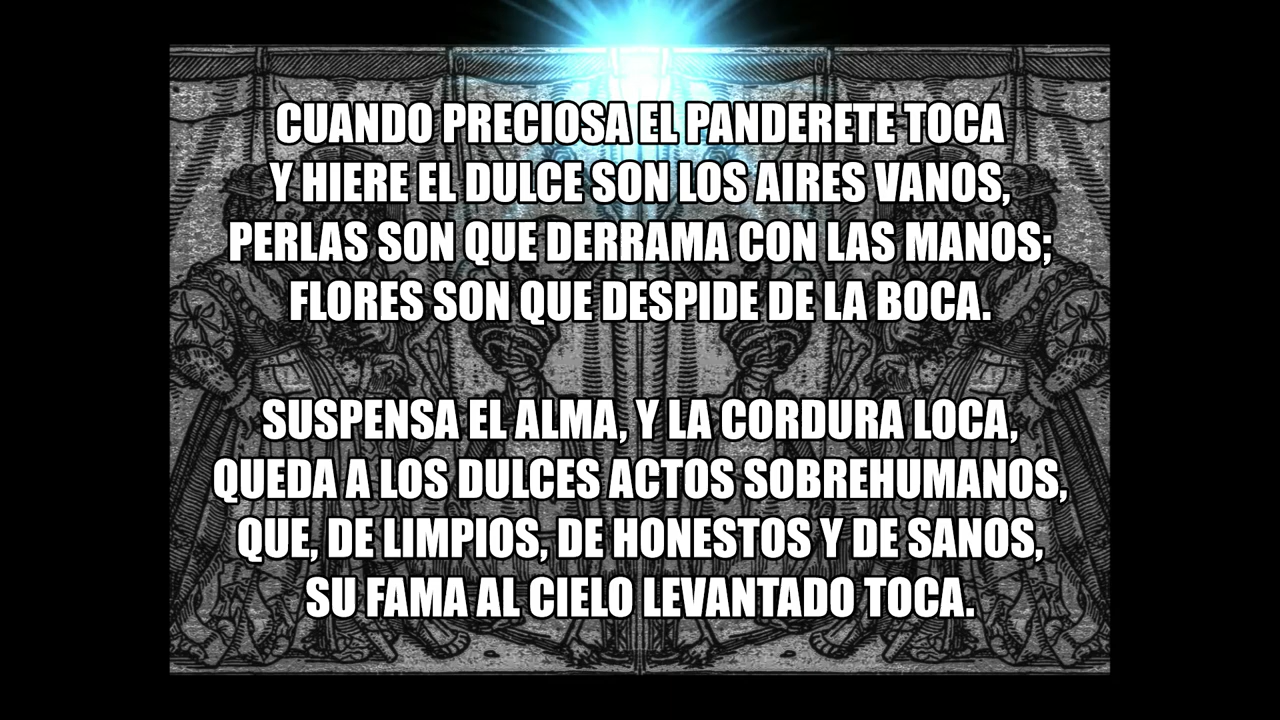 CUANDO PRECIOSA EL PANDERETE TOCA
Y HIERE EL DULCE SON LOS AIRES VANOS,
PERLAS SON QUE DERRAMA CON LAS MANOS;
FLORES SON QUE DESPIDE DE LA BOCA.
SUSPENSA EL ALMA, Y LA CORDURA LOCA,
QUEDA A LOS DULCES ACTOS SOBREHUMANOS,
QUE, DE LIMPIOS, DE HONESTOS Y DE SANOS,
SU FAMA AL CIELO LEVANTADO TOCA.